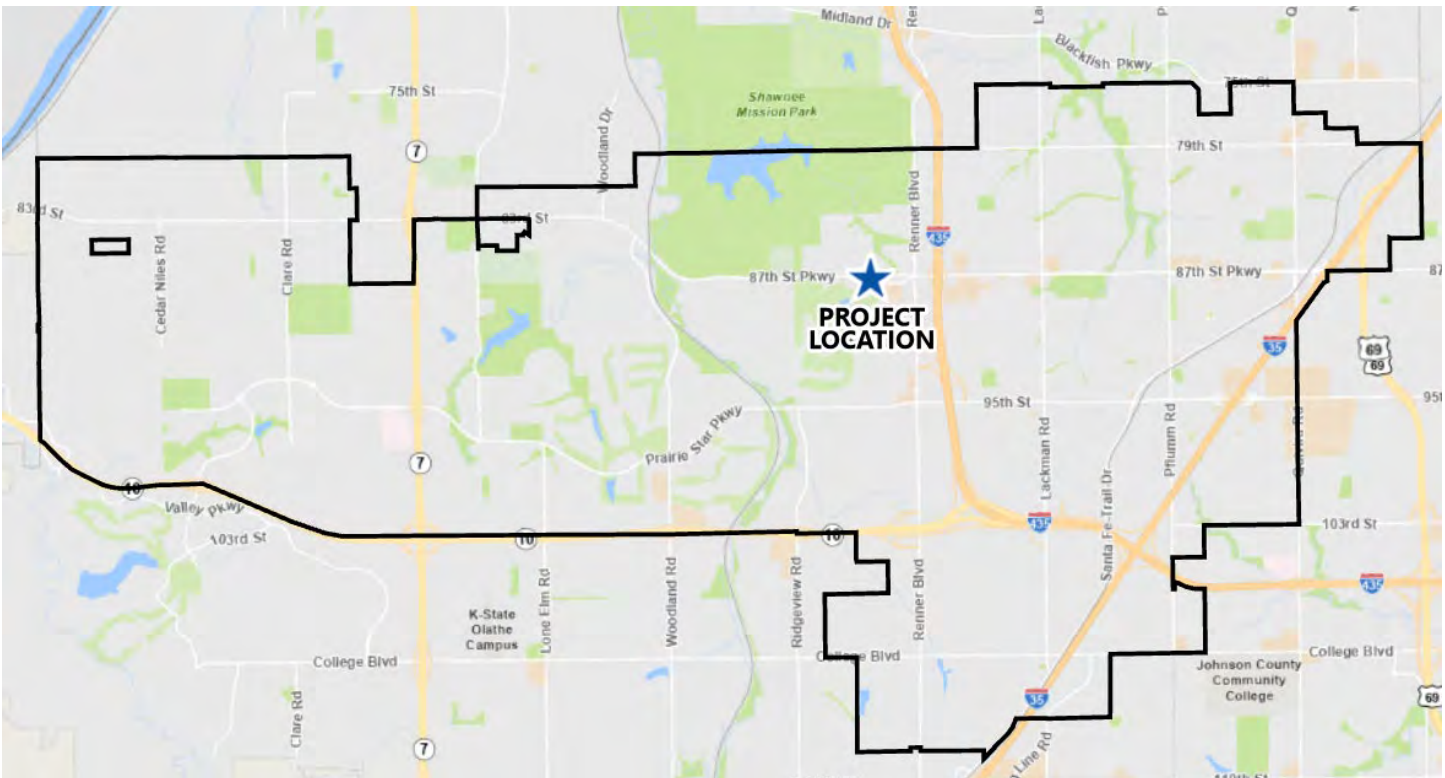 Midland Dr
Blackfish Pkwy
75th St
75th St
Shawnee
Mission Park
Woodland Dr
Renner Blvd
79th St
7
83rd St
83rd St
435
Cedar Niles Rd
Clare Rd
87th St Pkwy
87th St Pkwy
PROJECT
LOCATION
35
69
69
95th St
Prairie Star Pkwy
7
Lackman Rd
Pflumm Rd
Santa Fe Trail Dr
10
Valley Pkwy
103rd St
10
10
435
103rd St
435
K-State
Olathe
Campus
Lone Elm Rd
Woodland Rd
Ridgeview Rd
Renner Blvd
College Blvd
College Blvd
College Blvd
Johnson County
Community
College
Clare Rd
35
69
7